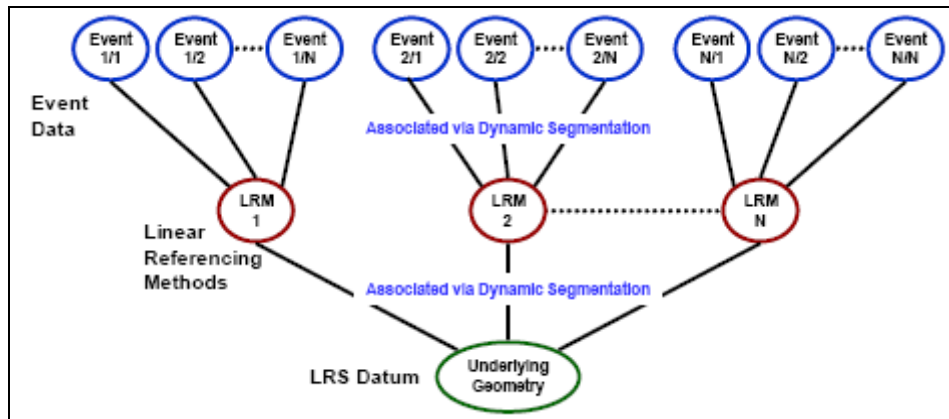 Event 1/1
Event 1/2
Event 1/N
Event 2/1
Event 2/2
Event 2/N
Event N/1
Event N/2
Event N/N
Event
Data
Associated via Dynamic Segmentation
LRM 1
LRM 2
LRM N
Linear
Referencing
Methods
Associated via Dynamic Segmentation
LRS Datum
Underlying
Geometry